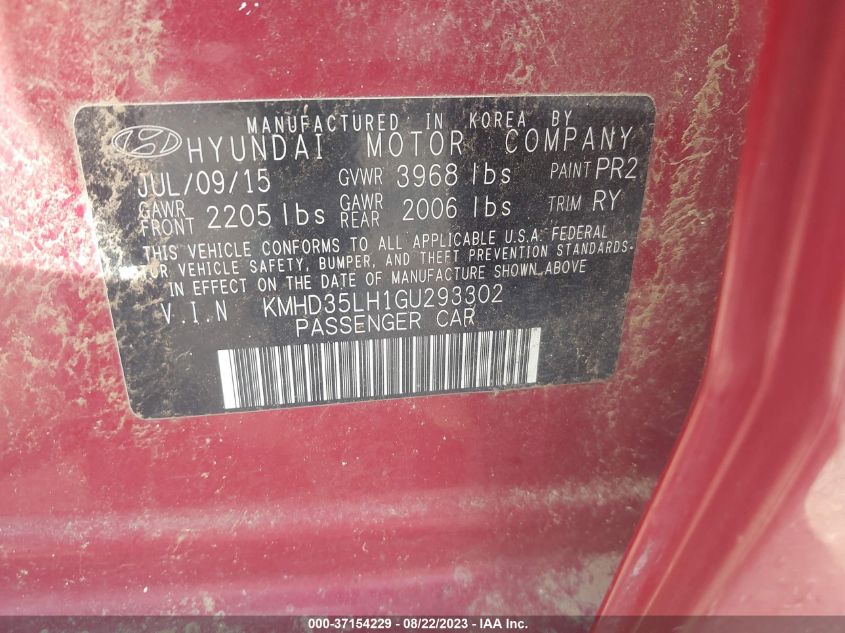 MANUFACTURED IN KOREA BY
HYUNDAI MOTOR COMPANY
JUL/09/15 GVWR 3968 lbs PAINT PR2
GAWR FRONT 2205 lbs GAWR REAR 2006 lbs TRIM RY
THIS VEHICLE CONFORMS TO ALL APPLICABLE U.S.A. FEDERAL
VEHICLE SAFETY, BUMPER, AND THEFT PREVENTION STANDARDS
IN EFFECT ON THE DATE OF MANUFACTURE SHOWN ABOVE
V.I.N KMHD35LH1GU293302
PASSENGER CAR
000-37154229 - 08/22/2023 - IAA Inc.